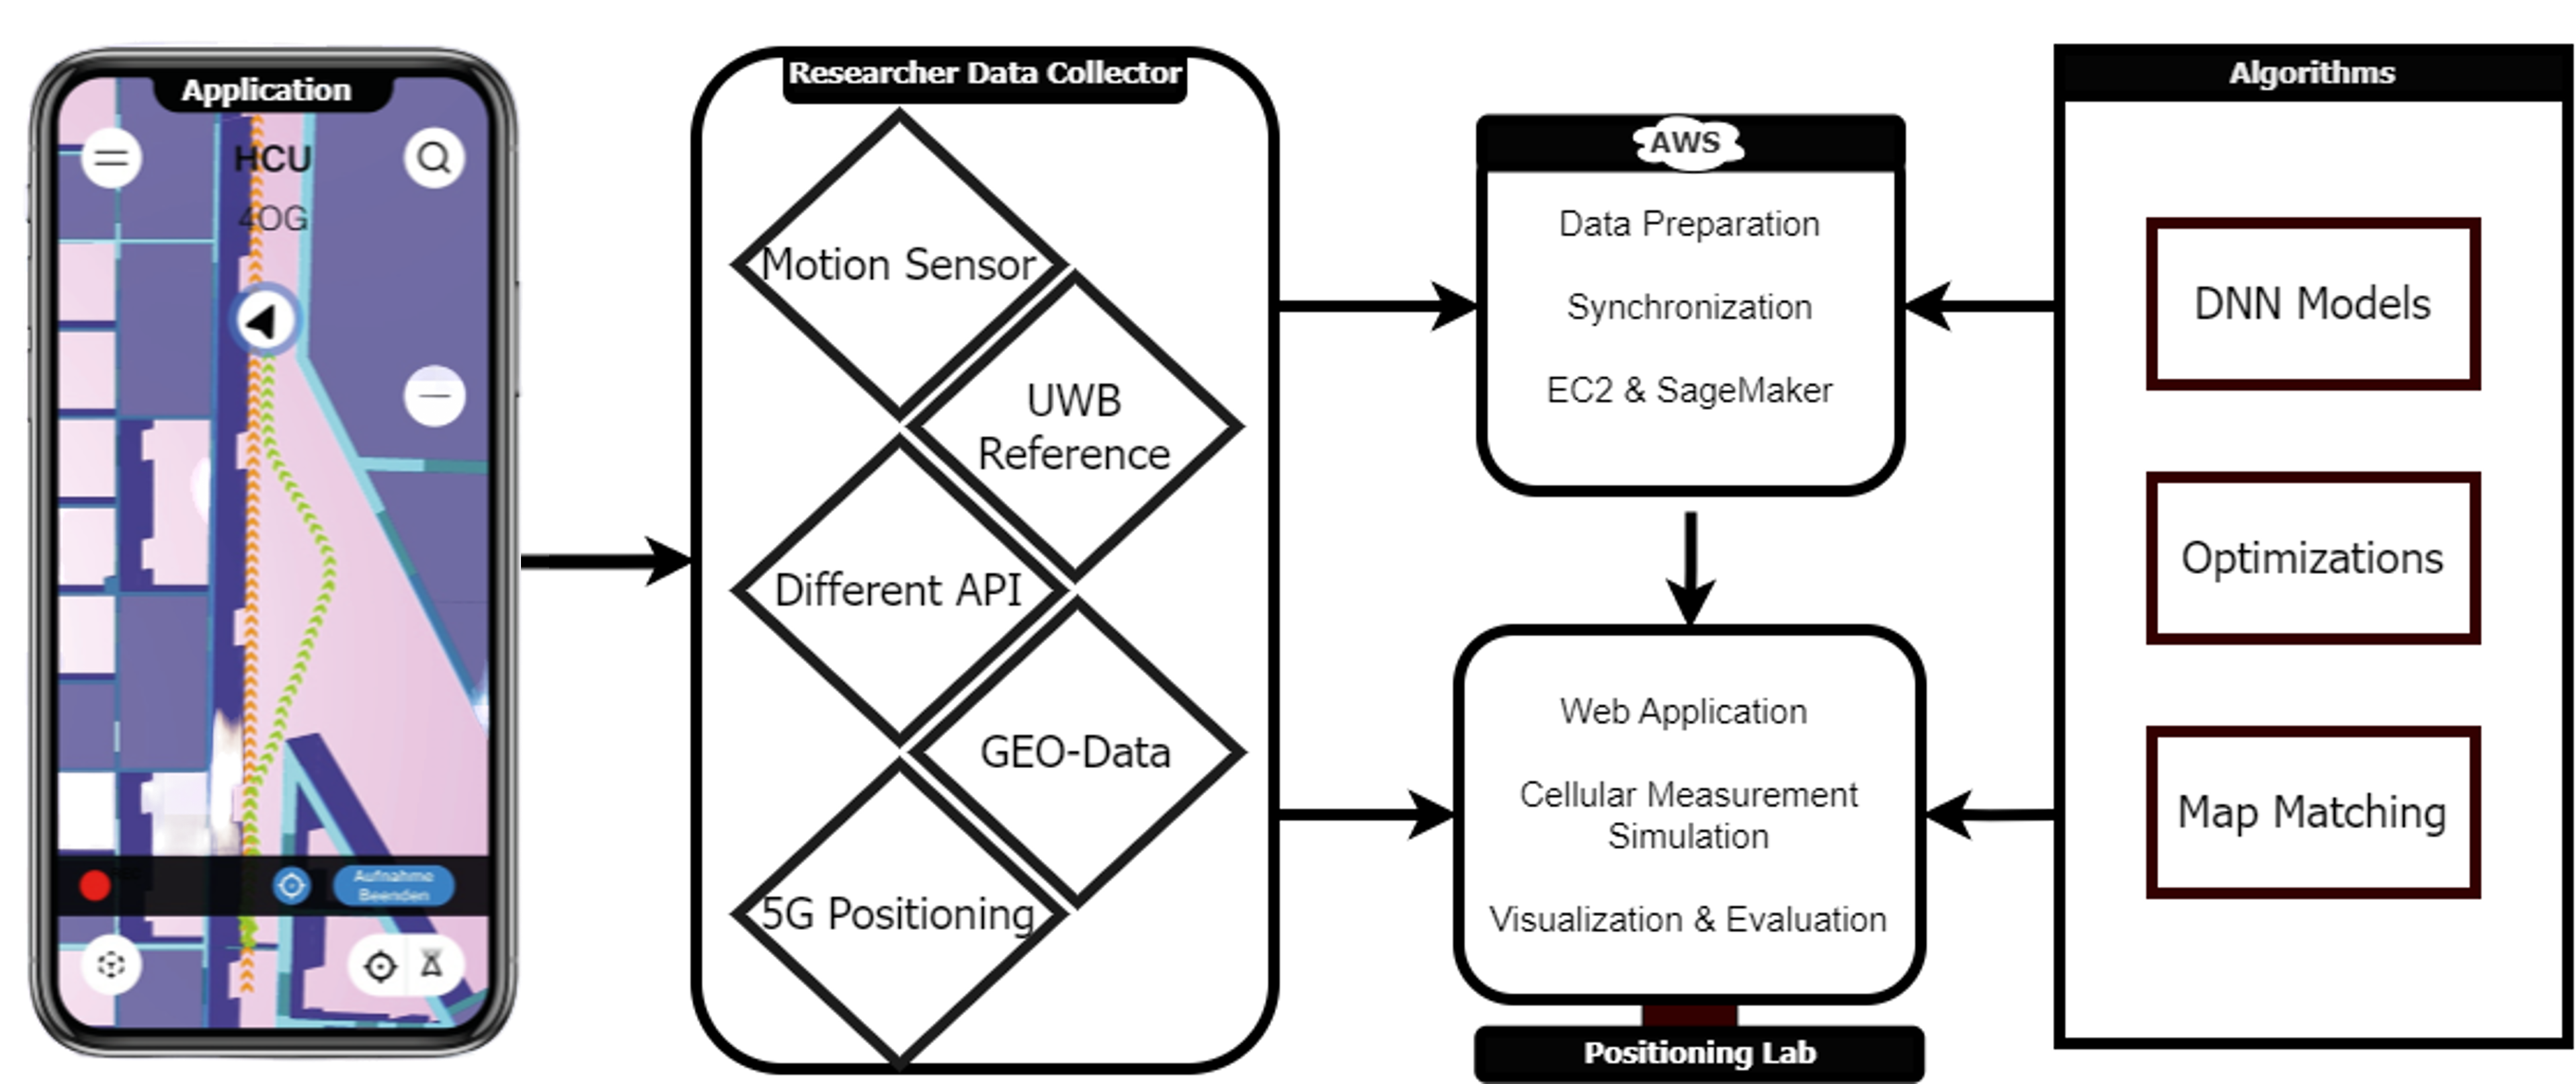 Application
HCU
4OG
Aufnahme
Beenden
Researcher Data Collector
Motion Sensor
UWB
Reference
Different API
GEO-Data
5G Positioning
AWS
Data Preparation
Synchronization
EC2 & SageMaker
Web Application
Cellular Measurement
Simulation
Visualization & Evaluation
Positioning Lab
Algorithms
DNN Models
Optimizations
Map Matching